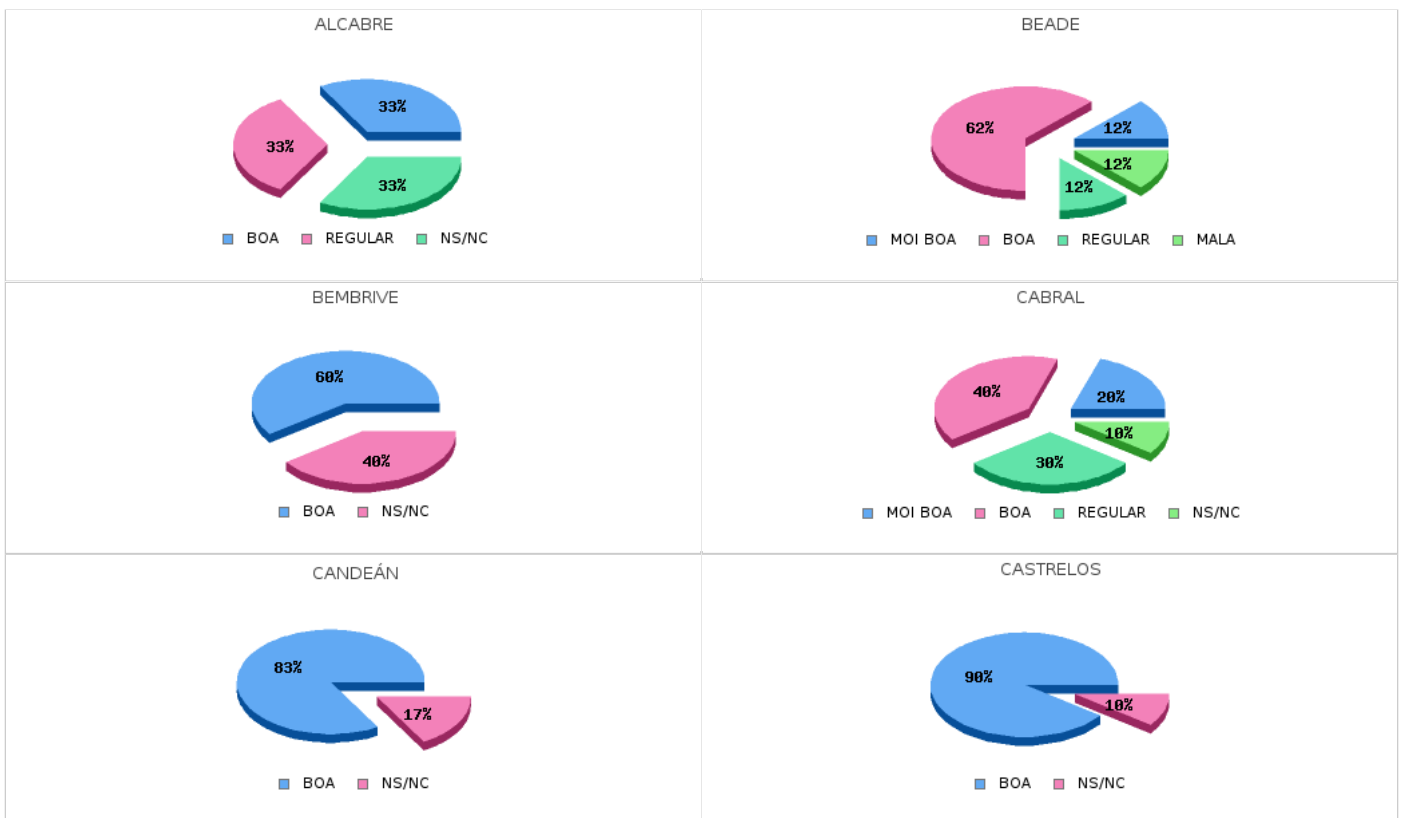 ALCABRE
33%
33%
33%
BOA REGULAR NS/NC
BEADE
62%
12%
12%
12%
MOI BOA BOA REGULAR MALA
BEMBRIVE
60%
40%
BOA NS/NC
CABRAL
40%
20%
10%
30%
MOI BOA BOA REGULAR NS/NC
CANDEÁN
83%
17%
BOA NS/NC
CASTRELOS
90%
10%
BOA NS/NC